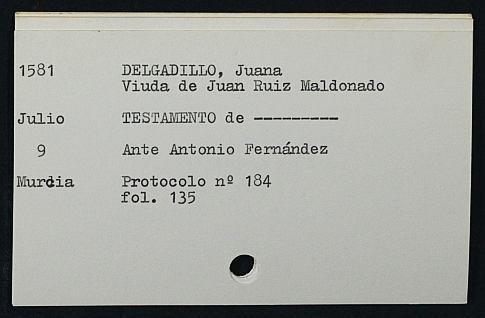 1581 DELGADILLO, Juana
Viuda de Juan Ruiz Maldonado
Julio TESTAMENTO de ---------
9 Ante Antonio Fernández
Murcia Protocolo nº 184
fol. 135